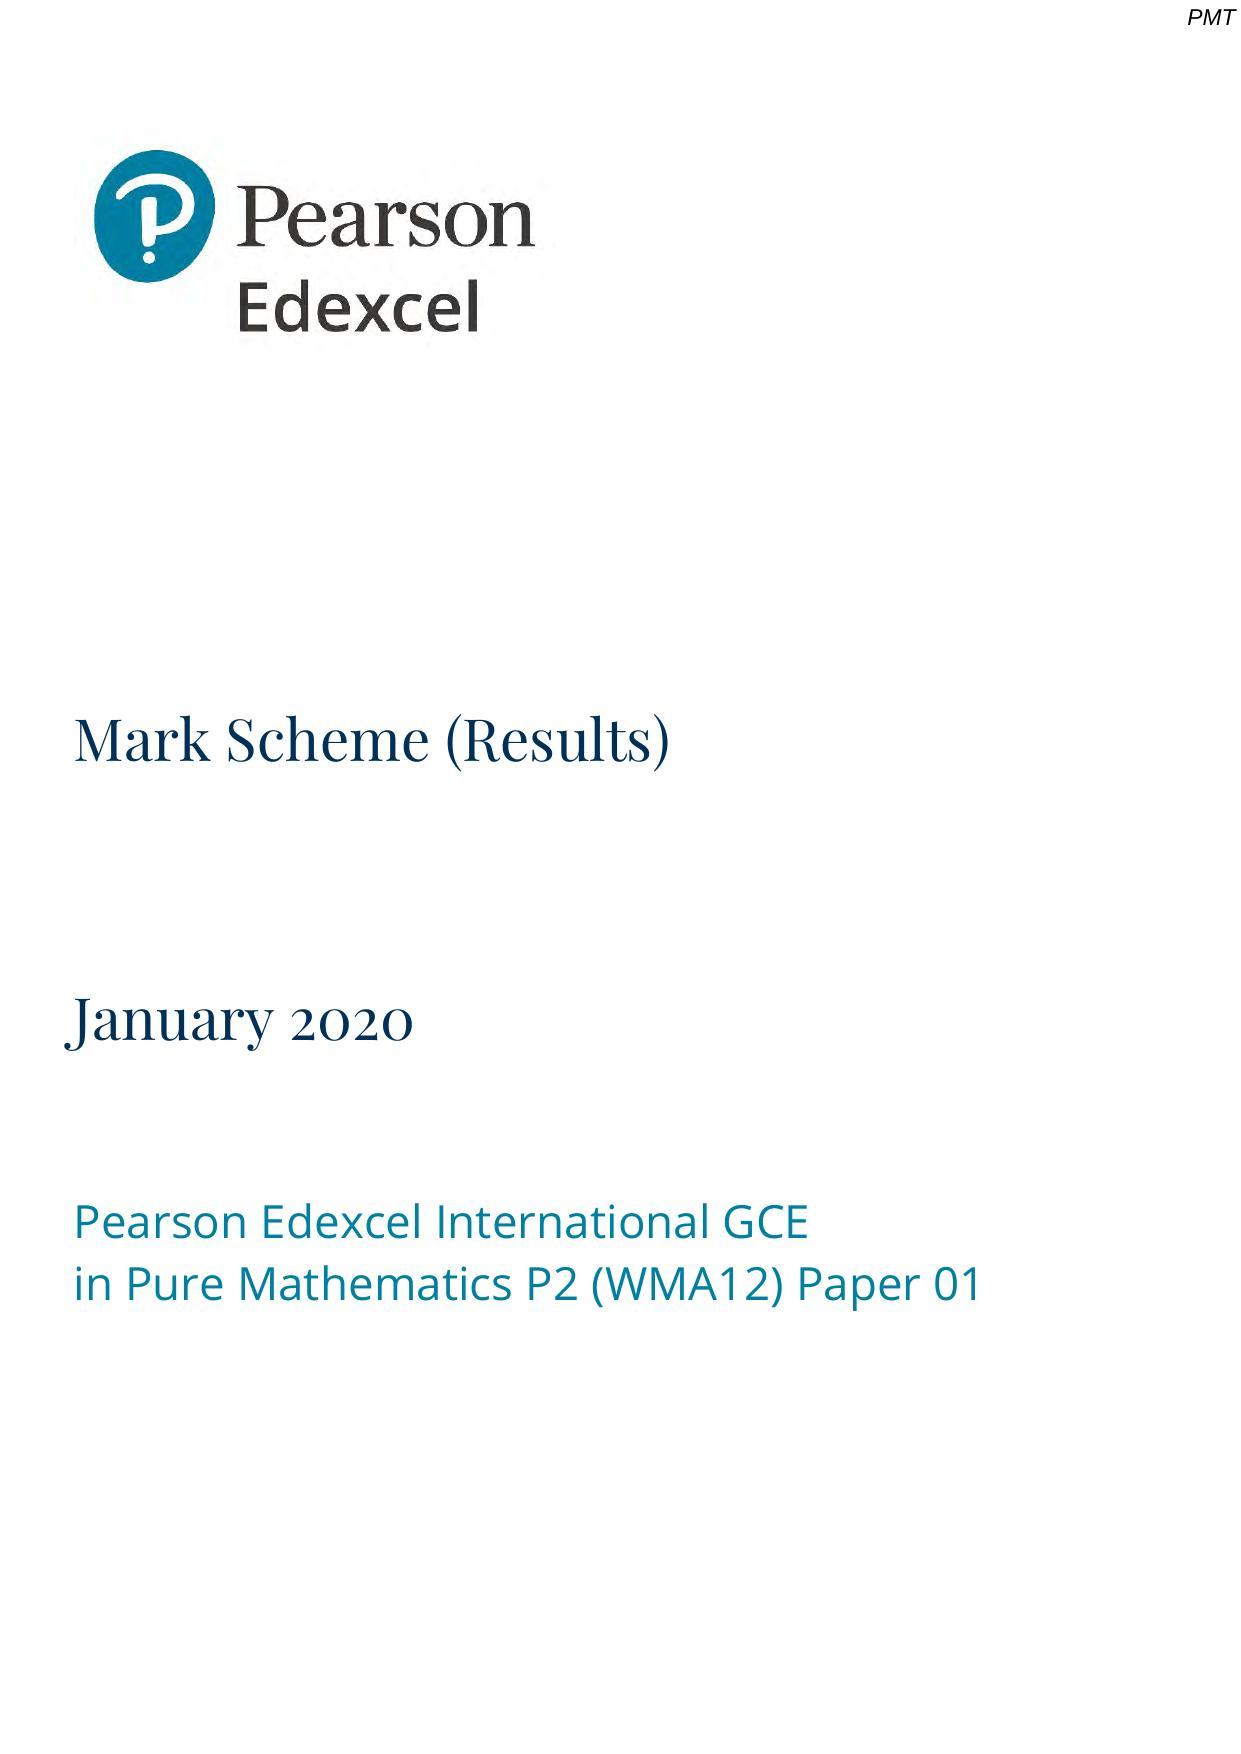 PMT
Pearson
Edexcel
Mark Scheme (Results)
January 2020
Pearson Edexcel International GCE
in Pure Mathematics P2 (WMA12) Paper 01